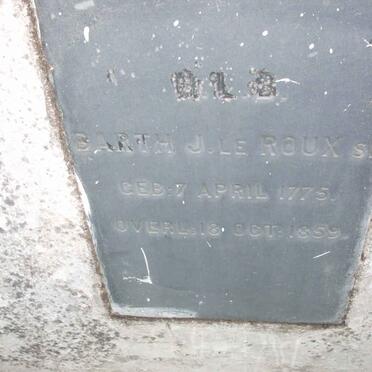 H.L.B.
BARTH J. LE ROUX S
GEB: 7 APRIL 1775.
OVERL: 18 OCT: 1859.